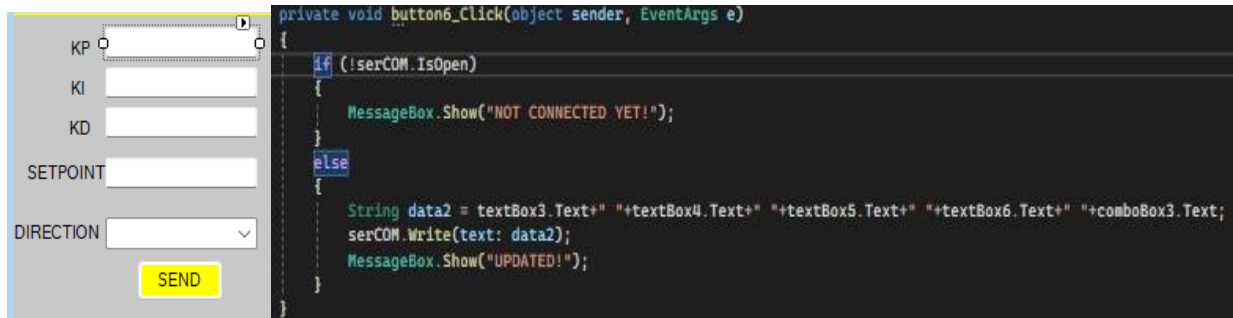 KP
KI
KD
SETPOINT
DIRECTION
SEND
private void button6_Click(object sender, EventArgs e)
{
if (!serCOM.IsOpen)
{
MessageBox.Show("NOT CONNECTED YET!");
}
else
{
String data2 = textBox3.Text+" "+textBox4.Text+" "+textBox5.Text+" "+textBox6.Text+" "+comboBox3.Text;
serCOM.Write(text: data2);
MessageBox.Show("UPDATED!");
}
}